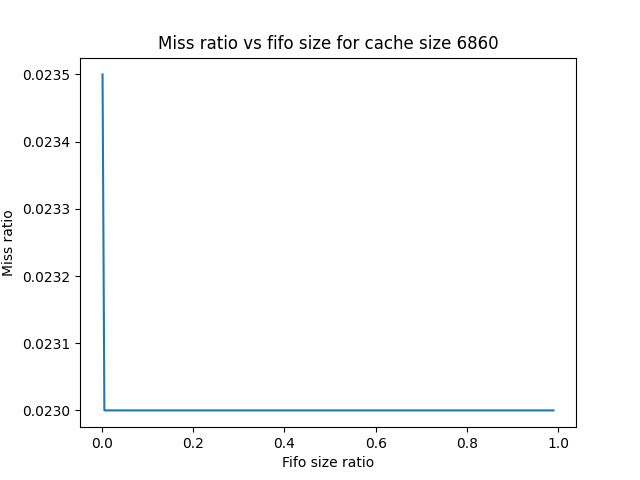 Miss ratio vs fifo size for cache size 6860
0.0235
0.0234
0.0233
0.0232
0.0231
0.0230
Miss ratio
0.0 0.2 0.4 0.6 0.8 1.0
Fifo size ratio